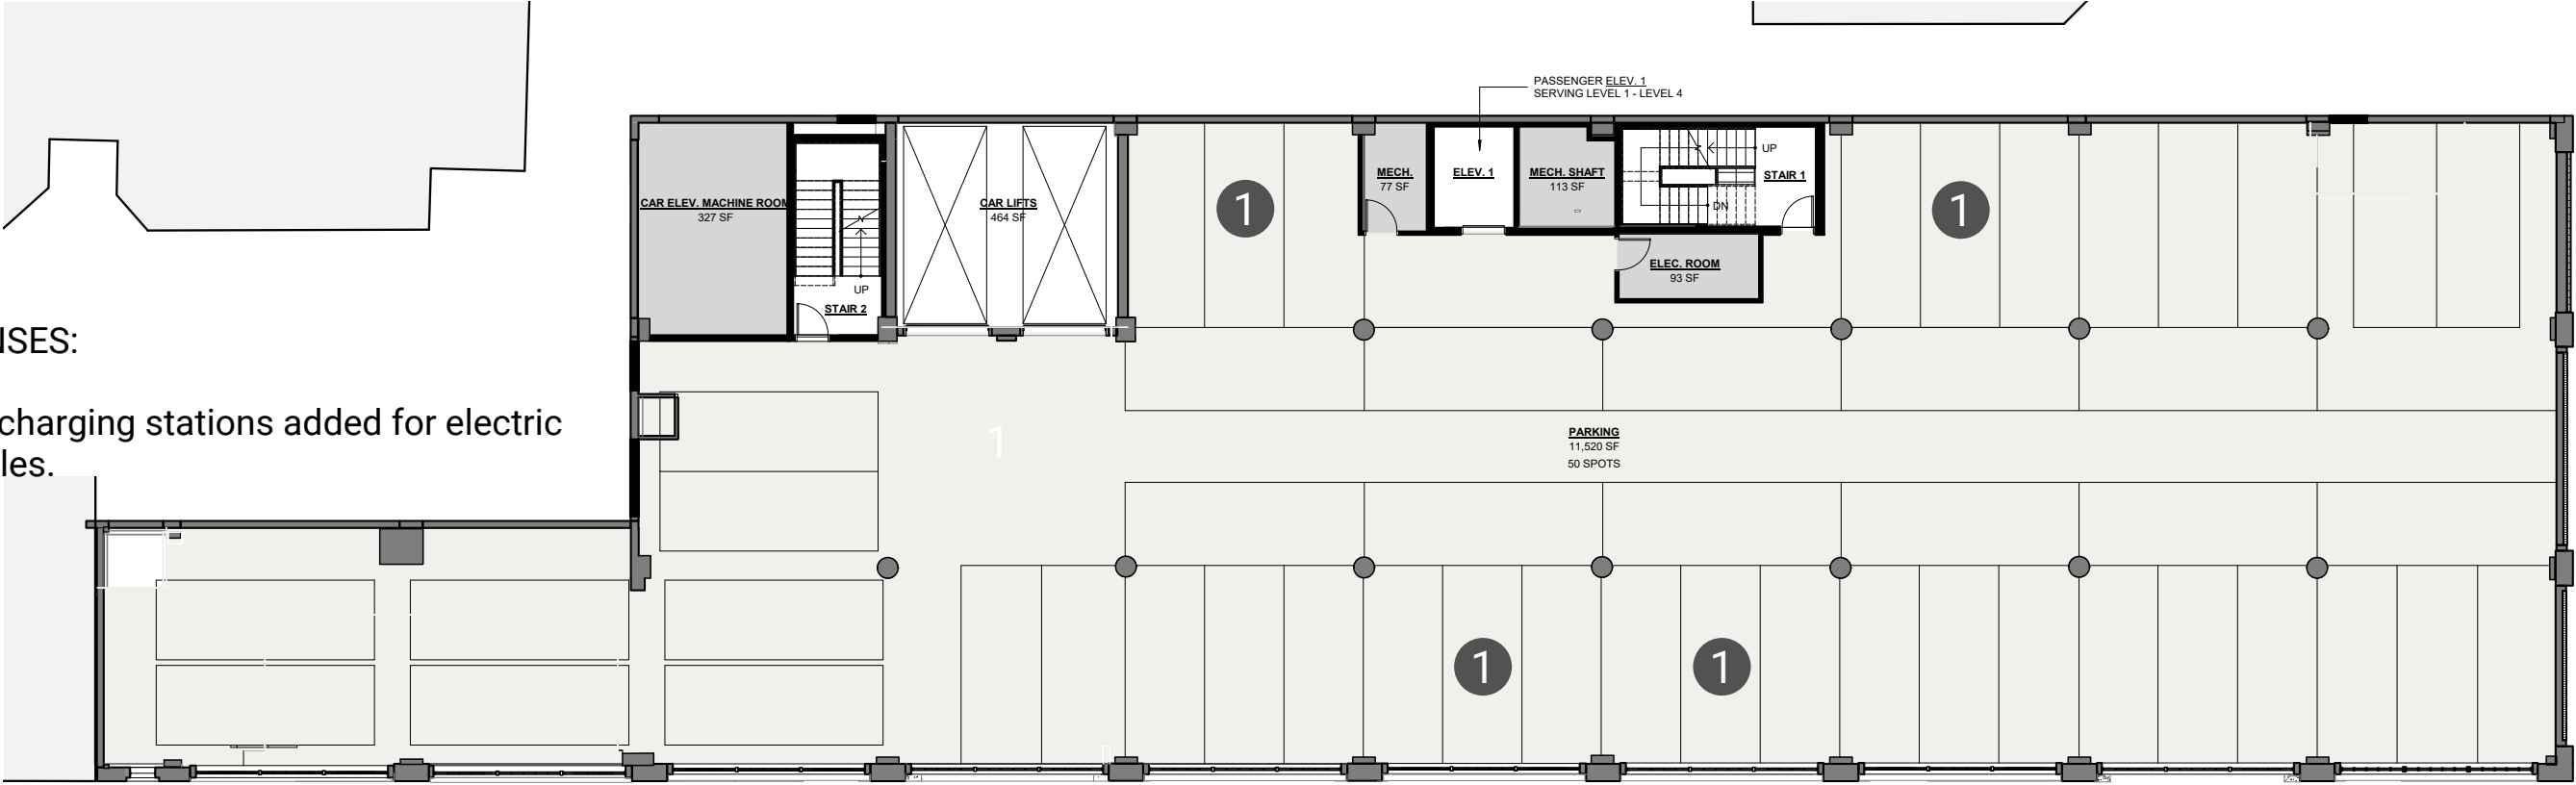 PASSENGER ELEV. 1
SERVING LEVEL 1 - LEVEL 4
CAR ELEV. MACHINE ROOM
327 SF
UP
STAIR 2
CAR LIFTS
464 SF
1
MECH.
77 SF
ELEV. 1
MECH. SHAFT
113 SF
UP
STAIR 1
DN
ELEC. ROOM
93 SF
1
NSES:
charging stations added for electric
les.
1
PARKING
11,520 SF
50 SPOTS
1
1